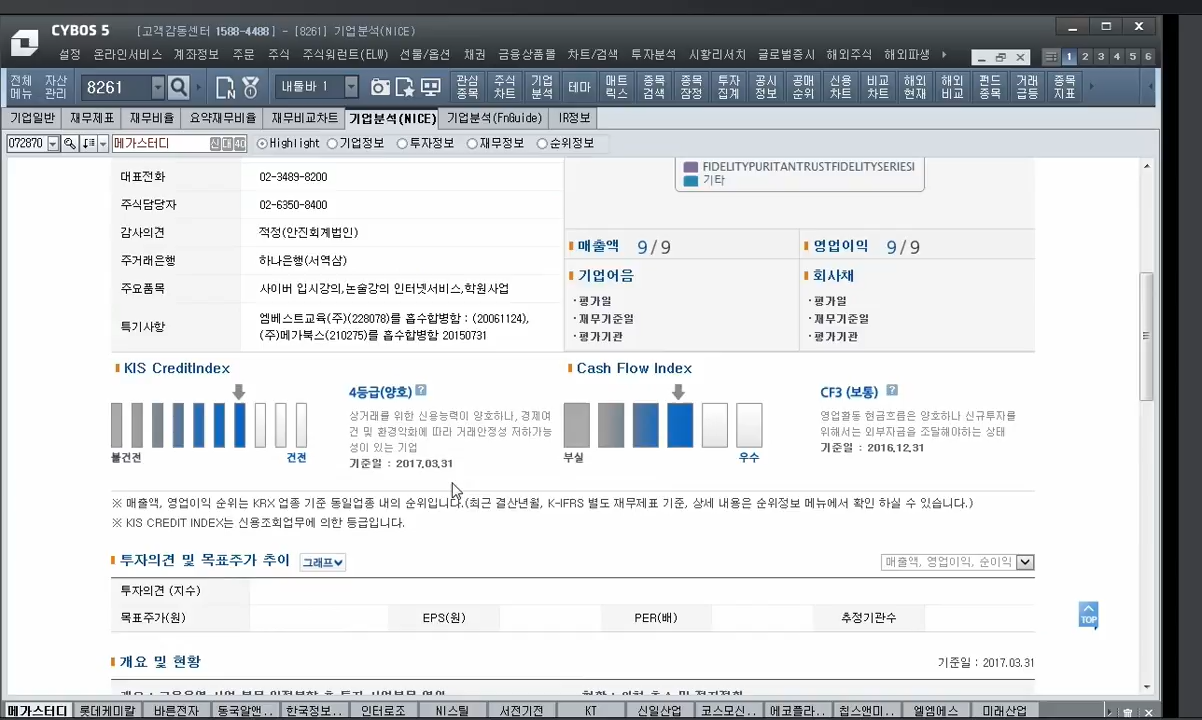 CYBOS 5 [고객감동센터 1588-4488] - [8261] 기업분석(NICE)
설정 온라인서비스 계좌정보 주문 주식 주식워런트(ELW) 선물/옵션 채권 금융상품몰 차트/검색 투자분석 시황리서치 글로벌증시 해외주식 해외파생
1 2 3 4 5 6
전체메뉴 자산관리 8261 내툴바 1 관심종목 주식차트 기업분석 테마 매트릭스 종목검색 종목잠정 투자집계 공시정보 공매순위 신용차트 비교차트 해외현재 해외비교 펀드종목 거래급등 종목지표
기업일반 재무제표 재무비율 요약재무비율 재무비교차트 기업분석(NICE) 기업분석(FnGuide) IR정보
072870 메가스터디 신 대 40 Highlight 기업정보 투자정보 재무정보 순위정보
FIDELITYPURITANTRUSTFIDELITYSERIESI
기타
대표전화 02-3489-8200
주식담당자 02-6350-8400
감사의견 적정(안진회계법인)
주거래은행 하나은행(서역삼)
주요품목 사이버 입시강의,논술강의 인터넷서비스,학원사업
특기사항 엠베스트교육(주)(228078)를 흡수합병함 : (20061124),
(주)메가북스(210275)를 흡수합병함 20150731
매출액 9/9
영업이익 9/9
기업어음
·평가일
·재무기준일
·평가기관
회사채
·평가일
·재무기준일
·평가기관
KIS CreditIndex
불건전 건전
4등급(양호) ?
상거래를 위한 신용능력이 양호하나, 경제여
건 및 환경악화에 따라 거래안정성 저하가능
성이 있는 기업
기준일 : 2017.03.31
Cash Flow Index
부실 우수
CF3 (보통) ?
영업활동 현금흐름은 양호하나 신규투자를
위해서는 외부자금을 조달해야하는 상태
기준일 : 2016.12.31
※ 매출액, 영업이익 순위는 KRX 업종 기준 동일업종 내의 순위입니다.(최근 결산년월, K-IFRS 별도 재무제표 기준, 상세 내용은 순위정보 메뉴에서 확인 하실 수 있습니다.)
※ KIS CREDIT INDEX는 신용조회업무에 의한 등급입니다.
투자의견 및 목표주가 추이 그래프 매출액, 영업이익, 순이익
투자의견 (지수)
목표주가(원) EPS(원) PER(배) 추정기관수
TOP
개요 및 현황 기준일 : 2017.03.31
메가스터디 롯데케미칼 바른전자 동국알앤.. 한국정보.. 인터로조 NI스틸 서전기전 KT 신일산업 코스모신.. 에코플라.. 칩스앤미.. 엘엠에스 미래산업